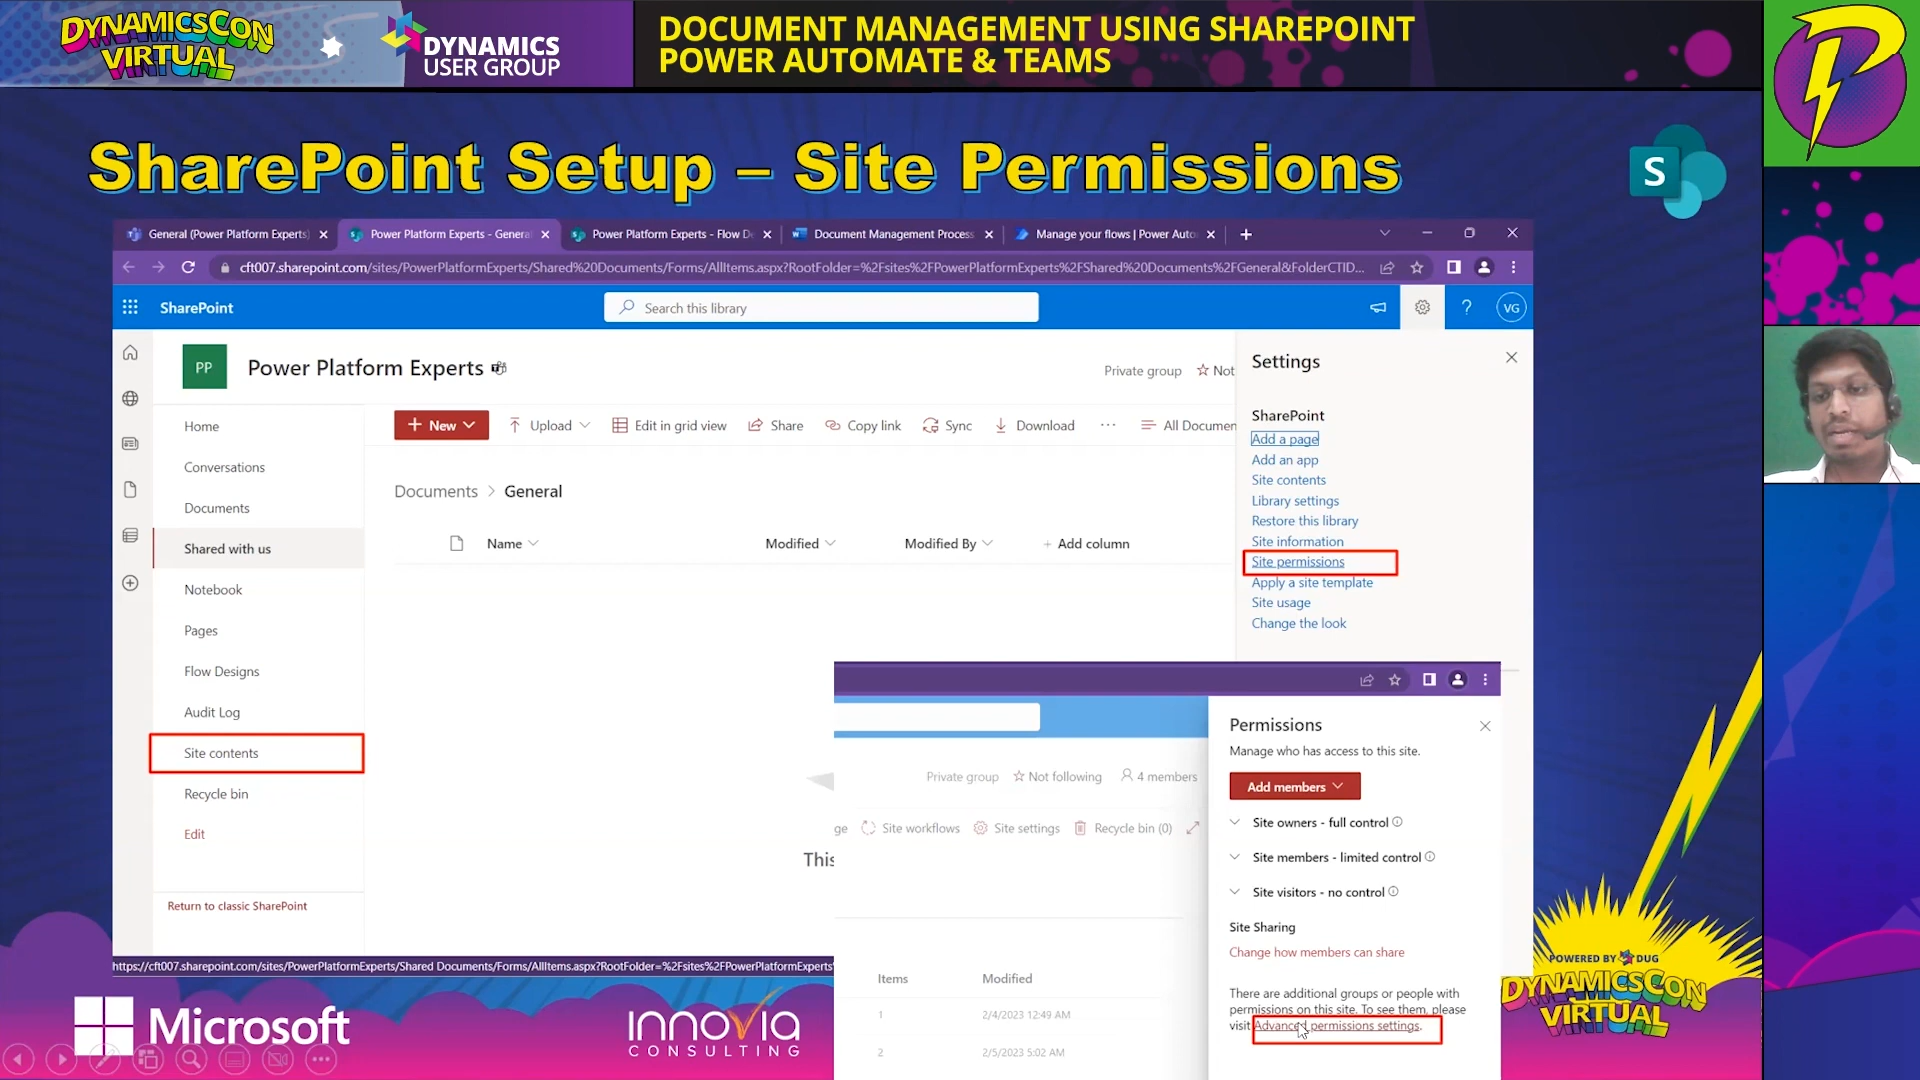 DYNAMICSCON
VIRTUAL
DYNAMICS
USER GROUP
DOCUMENT MANAGEMENT USING SHAREPOINT
POWER AUTOMATE & TEAMS
P
SharePoint Setup – Site Permissions
S
General (Power Platform Experts)
Power Platform Experts - Genera
Power Platform Experts - Flow D
Document Management Process
Manage your flows | Power Auto
cft007.sharepoint.com/sites/PowerPlatformExperts/Shared%20Documents/Forms/AllItems.aspx?RootFolder=%2Fsites%2FPowerPlatformExperts%2FShared%20Documents%2FGeneral&FolderCTID...
SharePoint
Search this library
?
VG
PP
Power Platform Experts
Private group
Not
Settings
Home
Conversations
Documents
Shared with us
Notebook
Pages
Flow Designs
Audit Log
Site contents
Recycle bin
Edit
Return to classic SharePoint
+ New
Upload
Edit in grid view
Share
Copy link
Sync
Download
...
All Documen
Documents > General
Name
Modified
Modified By
+ Add column
SharePoint
Add a page
Add an app
Site contents
Library settings
Restore this library
Site information
Site permissions
Apply a site template
Site usage
Change the look
Private group
Not following
4 members
ge
Site workflows
Site settings
Recycle bin (0)
This
Items
Modified
1
2/4/2023 12:49 AM
2
2/5/2023 5:02 AM
Permissions
Manage who has access to this site.
Add members
Site owners - full control
Site members - limited control
Site visitors - no control
Site Sharing
Change how members can share
There are additional groups or people with
permissions on this site. To see them, please
visit Advanced permissions settings.
https://cft007.sharepoint.com/sites/PowerPlatformExperts/Shared Documents/Forms/AllItems.aspx?RootFolder=%2Fsites%2FPowerPlatformExperts
Microsoft
INNOVIA
CONSULTING
POWERED BY DUG
DYNAMICSCON
VIRTUAL